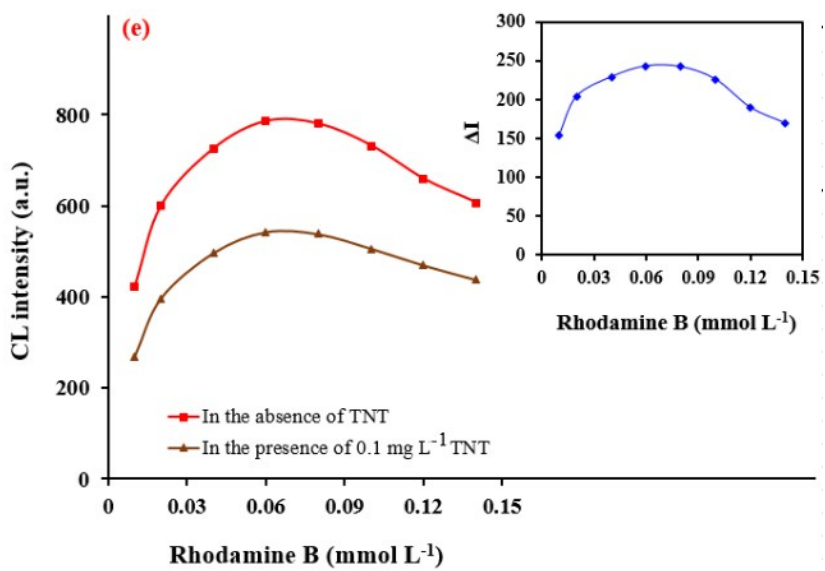 (e)
800
600
400
200
0
0 0.03 0.06 0.09 0.12 0.15
CL intensity (a.u.)
Rhodamine B (mmol L⁻¹)
In the absence of TNT
In the presence of 0.1 mg L⁻¹ TNT
300
250
200
150
100
50
0
0 0.03 0.06 0.09 0.12 0.15
ΔI
Rhodamine B (mmol L⁻¹)